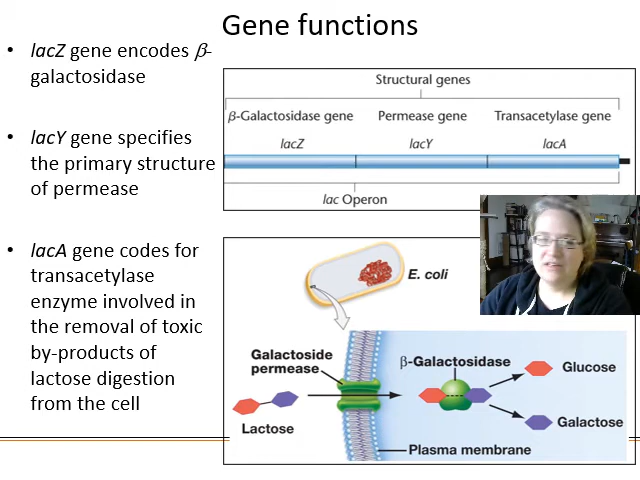 Gene functions
• lacZ gene encodes β-
galactosidase
• lacY gene specifies
the primary structure
of permease
• lacA gene codes for
transacetylase
enzyme involved in
the removal of toxic
by-products of
lactose digestion
from the cell
Structural genes
β-Galactosidase gene Permease gene Transacetylase gene
lacZ lacY lacA
lac Operon
E. coli
Galactoside
permease
β-Galactosidase
Glucose
Lactose
Galactose
Plasma membrane